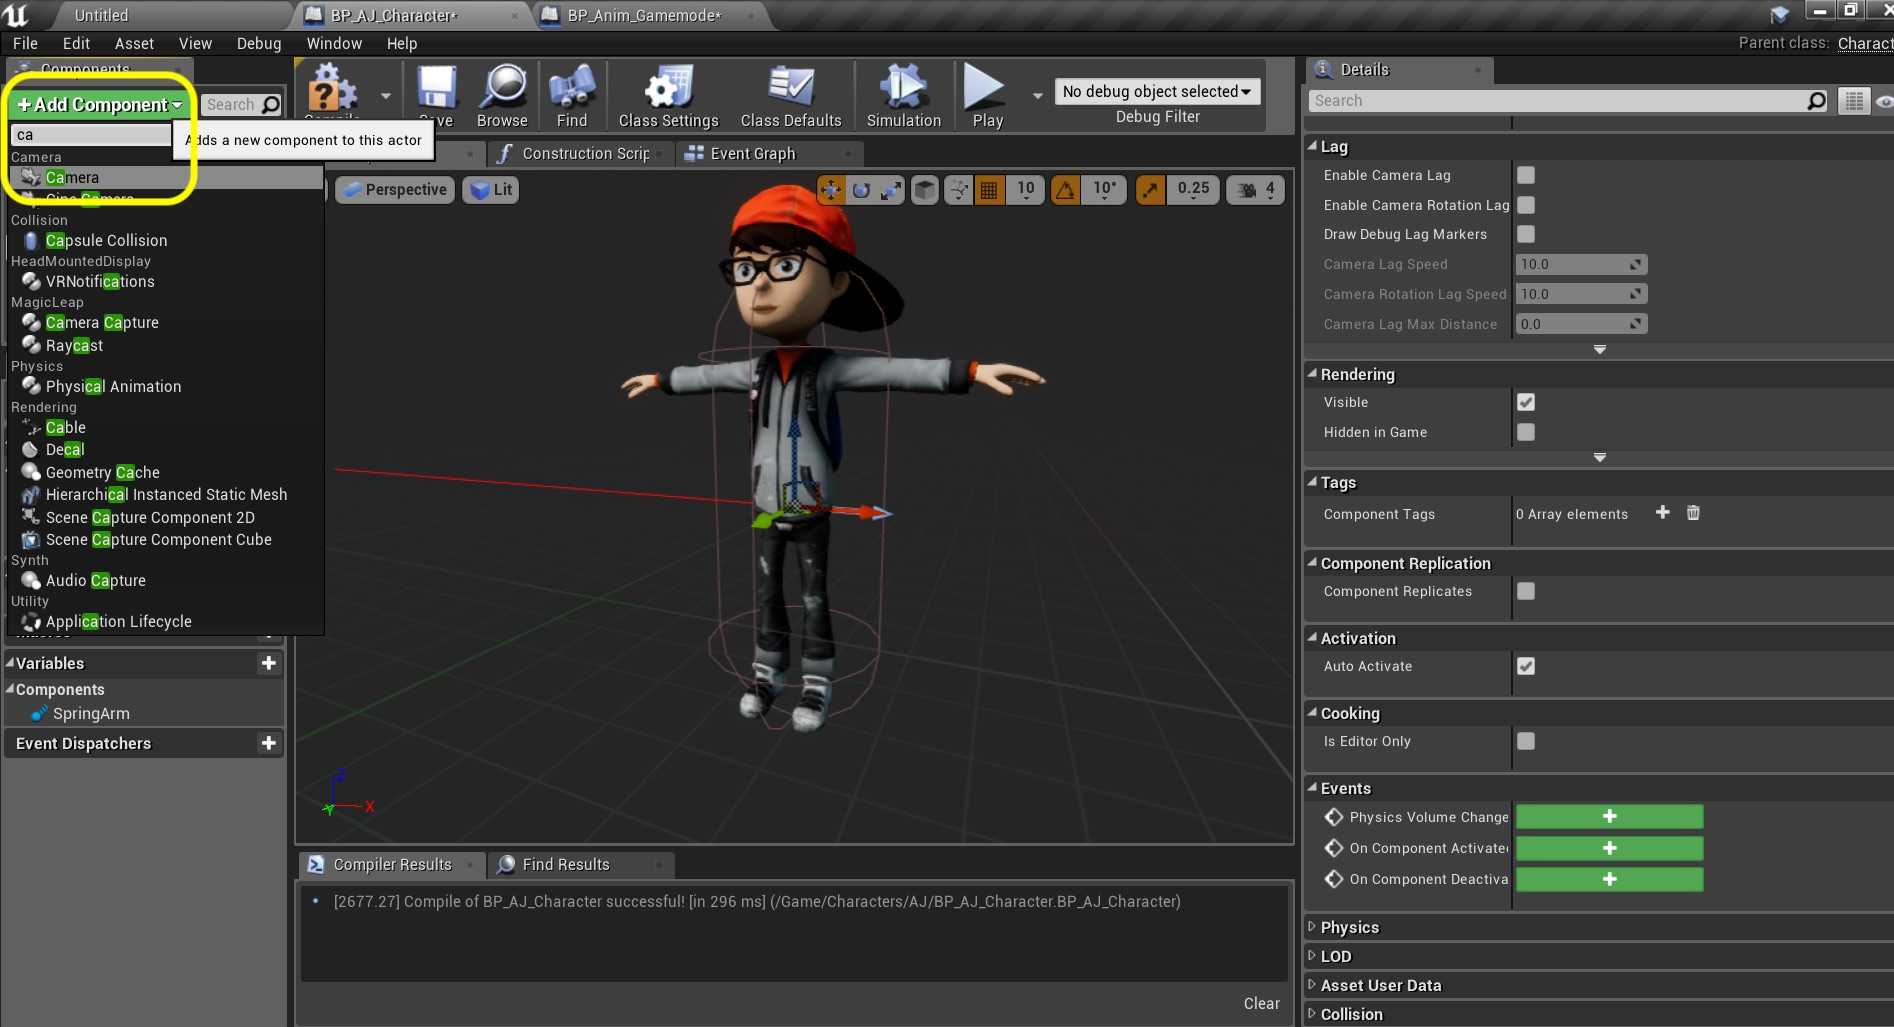 Untitled
BP_AJ_Character*
BP_Anim_Gamemode*
File Edit Asset View Debug Window Help
Parent class: Charact
Components
+Add Component
Search
ca
Adds a new component to this actor
Camera
Camera
Cine Camera
Collision
Capsule Collision
HeadMountedDisplay
VRNotifications
MagicLeap
Camera Capture
Raycast
Physics
Physical Animation
Rendering
Cable
Decal
Geometry Cache
Hierarchical Instanced Static Mesh
Scene Capture Component 2D
Scene Capture Component Cube
Synth
Audio Capture
Utility
Application Lifecycle
Macros
Variables
Components
SpringArm
Event Dispatchers
Compile
Save
Browse
Find
Class Settings
Class Defaults
Simulation
Play
No debug object selected
Debug Filter
Construction Scrip
Event Graph
Perspective
Lit
10
10°
0.25
4
Z
Y
X
Compiler Results
Find Results
[2677.27] Compile of BP_AJ_Character successful! [in 296 ms] (/Game/Characters/AJ/BP_AJ_Character.BP_AJ_Character)
Clear
Details
Search
Lag
Enable Camera Lag
Enable Camera Rotation Lag
Draw Debug Lag Markers
Camera Lag Speed 10.0
Camera Rotation Lag Speed 10.0
Camera Lag Max Distance 0.0
Rendering
Visible
Hidden in Game
Tags
Component Tags 0 Array elements
Component Replication
Component Replicates
Activation
Auto Activate
Cooking
Is Editor Only
Events
Physics Volume Change
On Component Activate
On Component Deactiva
Physics
LOD
Asset User Data
Collision